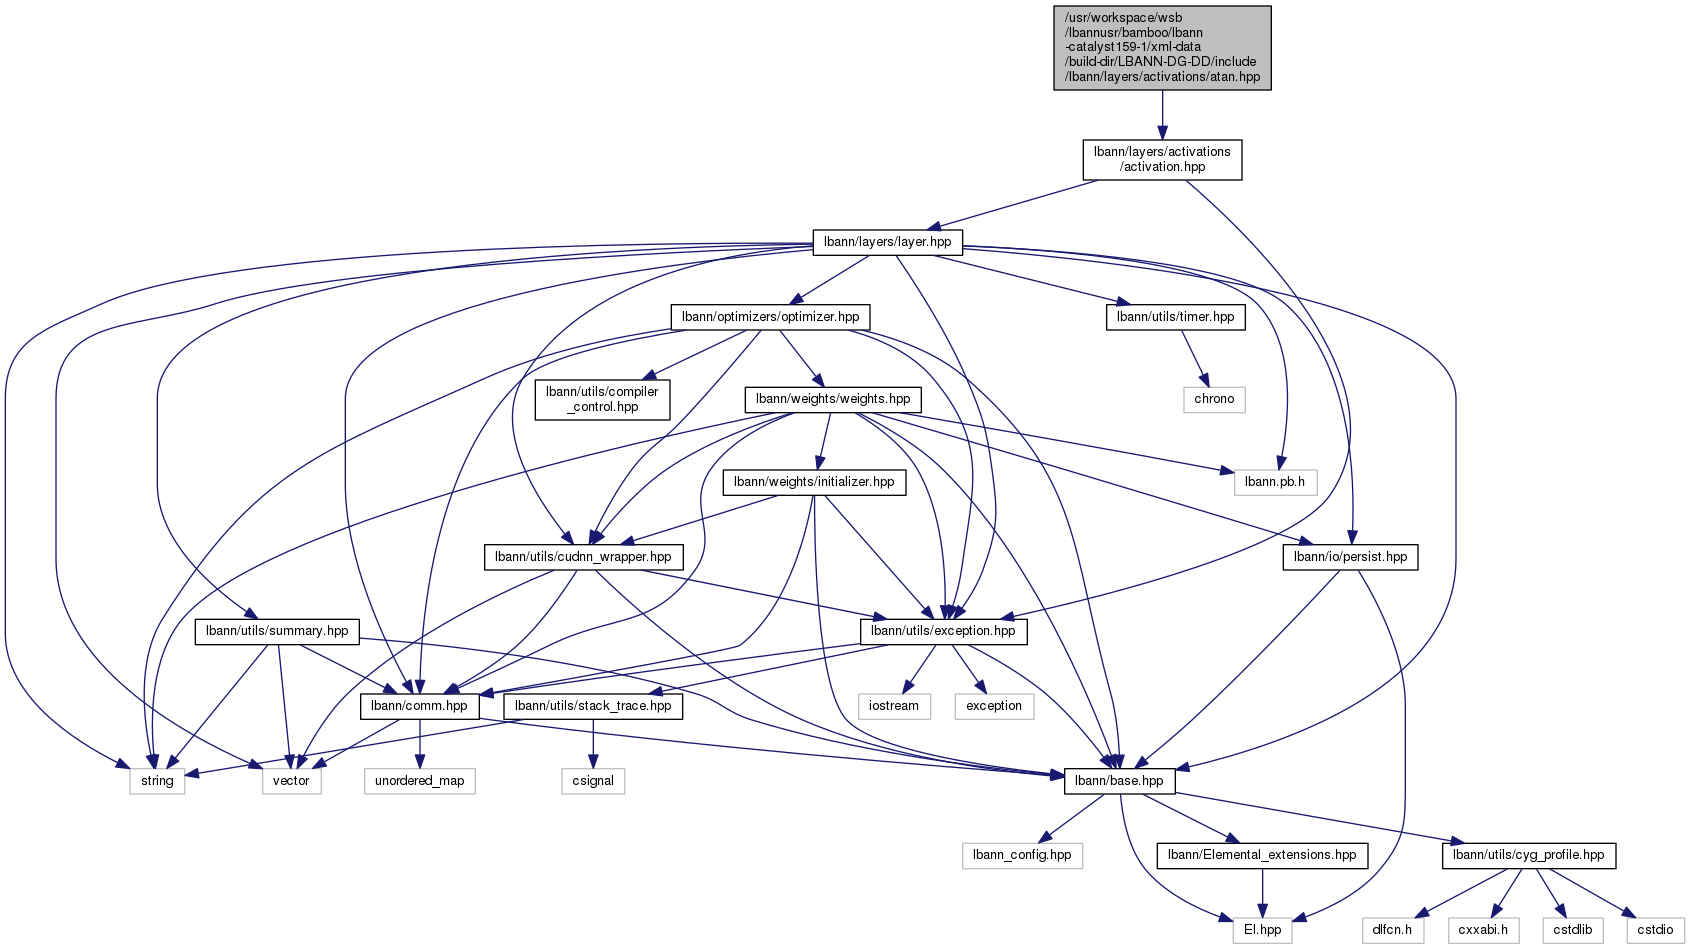 /usr/workspace/wsb
/lbannusr/bamboo/lbann
-catalyst159-1/xml-data
/build-dir/LBANN-DG-DD/include
/lbann/layers/activations/atan.hpp
lbann/layers/activations
/activation.hpp
lbann/layers/layer.hpp
lbann/optimizers/optimizer.hpp
lbann/utils/timer.hpp
lbann/utils/compiler
_control.hpp
lbann/weights/weights.hpp
chrono
lbann/weights/initializer.hpp
lbann.pb.h
lbann/utils/cudnn_wrapper.hpp
lbann/io/persist.hpp
lbann/utils/summary.hpp
lbann/utils/exception.hpp
lbann/comm.hpp
lbann/utils/stack_trace.hpp
iostream
exception
string
vector
unordered_map
csignal
lbann/base.hpp
lbann_config.hpp
lbann/Elemental_extensions.hpp
lbann/utils/cyg_profile.hpp
El.hpp
dlfcn.h
cxxabi.h
cstdlib
cstdio